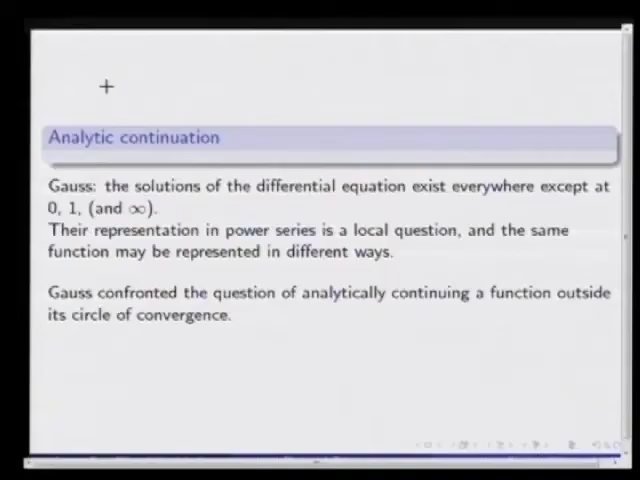 Analytic continuation
Gauss: the solutions of the differential equation exist everywhere except at
0, 1, (and ∞).
Their representation in power series is a local question, and the same
function may be represented in different ways.
Gauss confronted the question of analytically continuing a function outside
its circle of convergence.